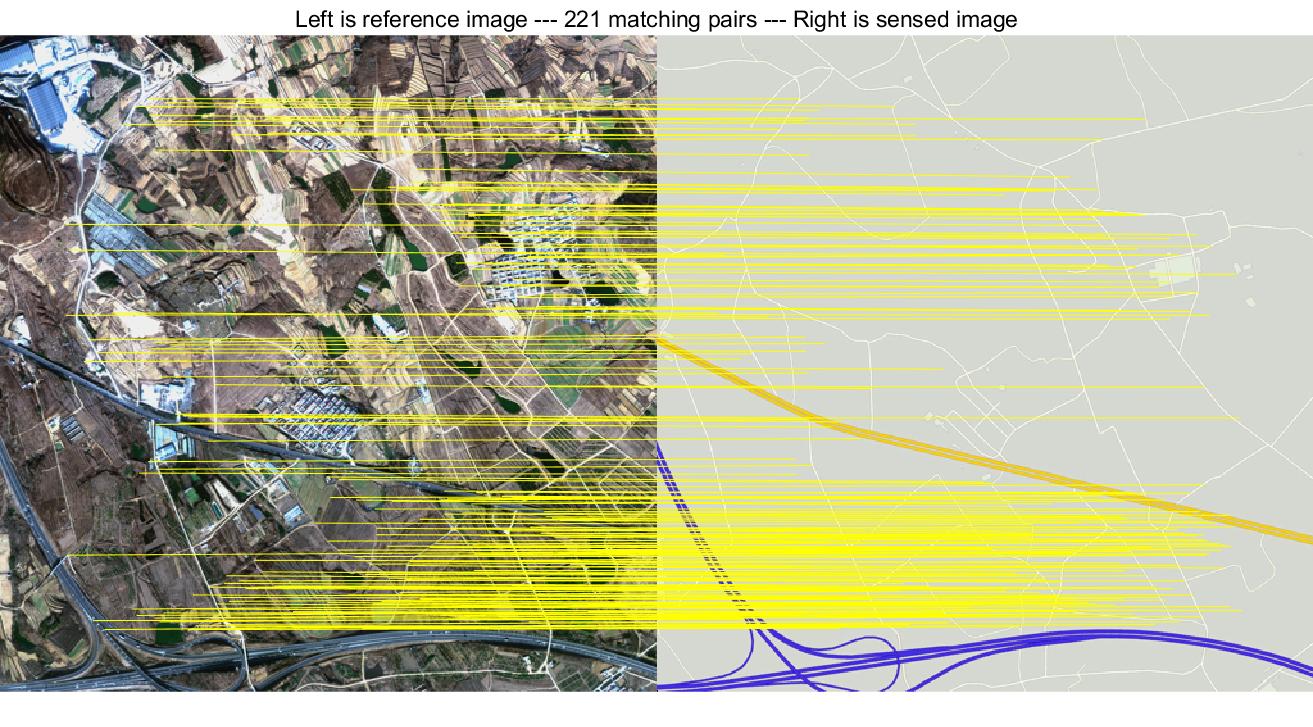 Left is reference image --- 221 matching pairs --- Right is sensed image